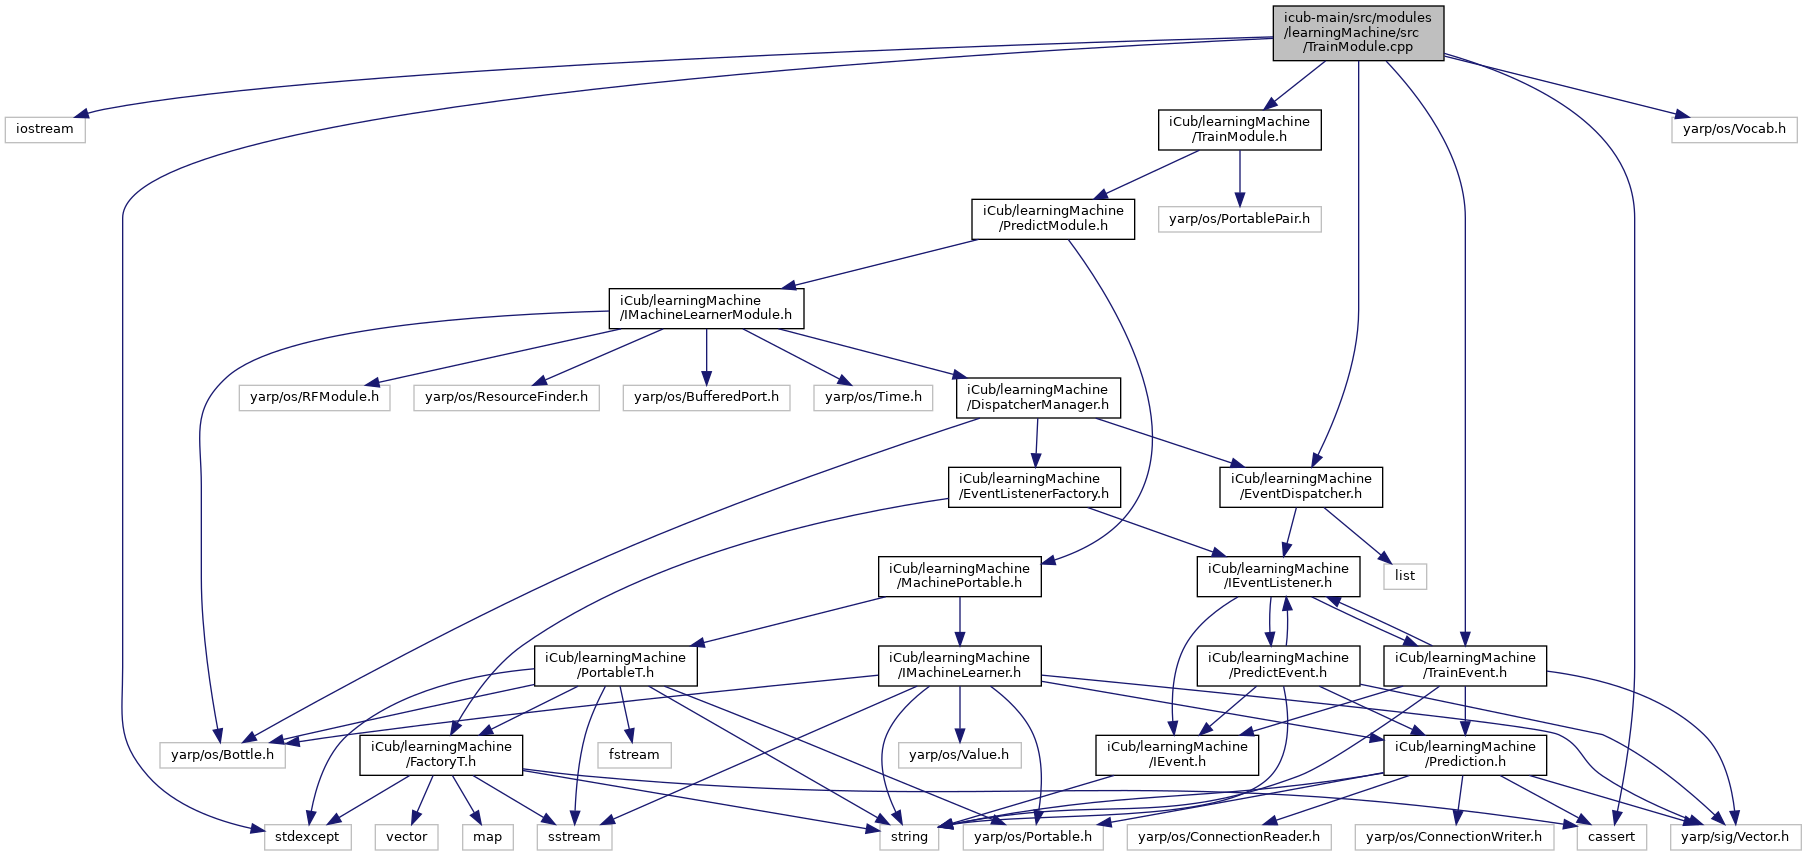 icub-main/src/modules
/learningMachine/src
/TrainModule.cpp
iostream
iCub/learningMachine
/TrainModule.h
yarp/os/Vocab.h
iCub/learningMachine
/PredictModule.h
yarp/os/PortablePair.h
iCub/learningMachine
/IMachineLearnerModule.h
yarp/os/RFModule.h
yarp/os/ResourceFinder.h
yarp/os/BufferedPort.h
yarp/os/Time.h
iCub/learningMachine
/DispatcherManager.h
iCub/learningMachine
/EventListenerFactory.h
iCub/learningMachine
/EventDispatcher.h
iCub/learningMachine
/MachinePortable.h
iCub/learningMachine
/IEventListener.h
list
iCub/learningMachine
/PortableT.h
iCub/learningMachine
/IMachineLearner.h
iCub/learningMachine
/PredictEvent.h
iCub/learningMachine
/TrainEvent.h
yarp/os/Bottle.h
iCub/learningMachine
/FactoryT.h
fstream
yarp/os/Value.h
iCub/learningMachine
/IEvent.h
iCub/learningMachine
/Prediction.h
stdexcept
vector
map
sstream
string
yarp/os/Portable.h
yarp/os/ConnectionReader.h
yarp/os/ConnectionWriter.h
cassert
yarp/sig/Vector.h